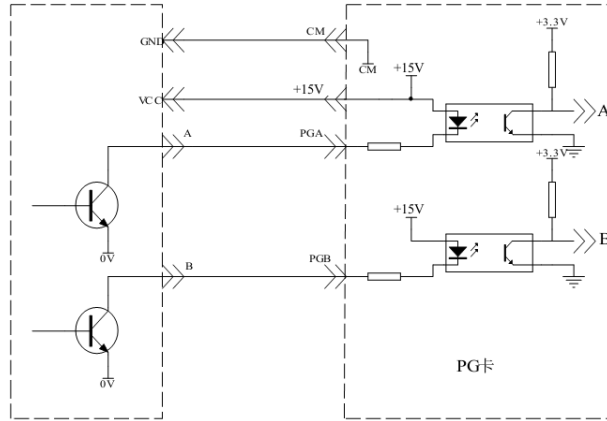 GND
CM
CM
+3.3V
VCC
+15V
+15V
A
PGA
A
0V
+3.3V
+15V
B
PGB
B
0V
PG卡